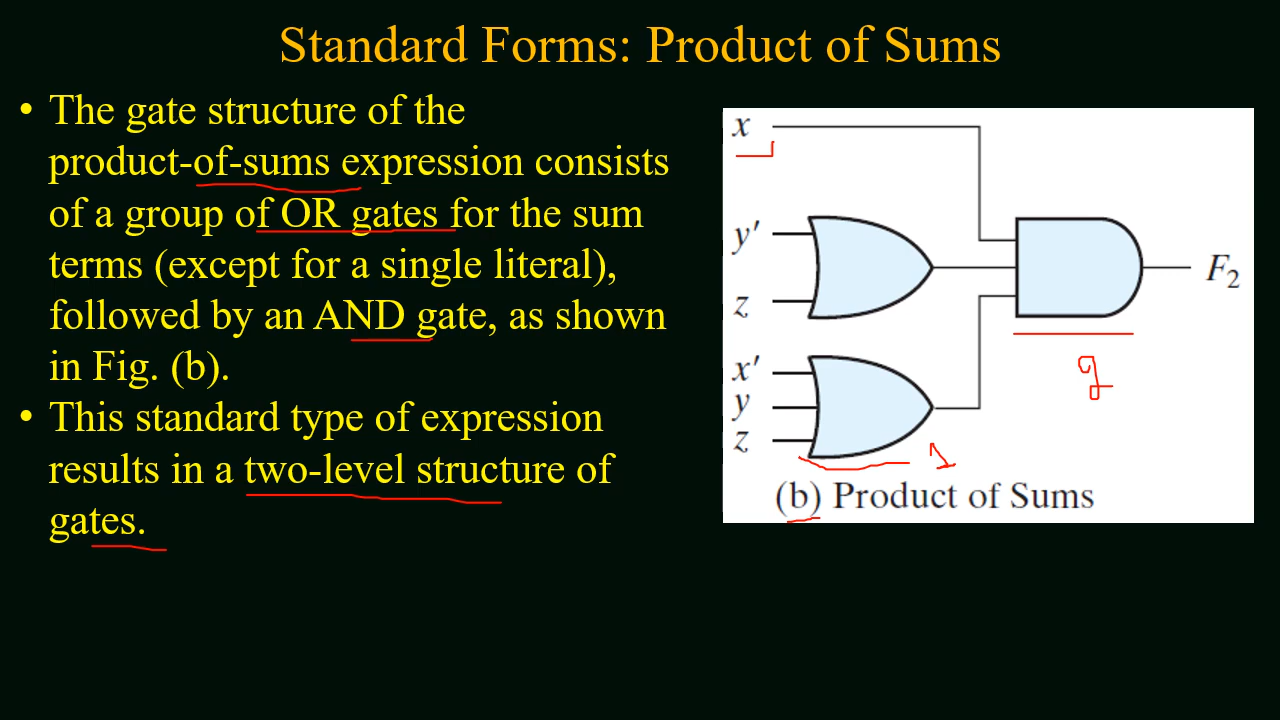 Standard Forms: Product of Sums
• The gate structure of the
product-of-sums expression consists
of a group of OR gates for the sum
terms (except for a single literal),
followed by an AND gate, as shown
in Fig. (b).
• This standard type of expression
results in a two-level structure of
gates.
x
y′
z
F₂
x′
y
z
1
(b) Product of Sums